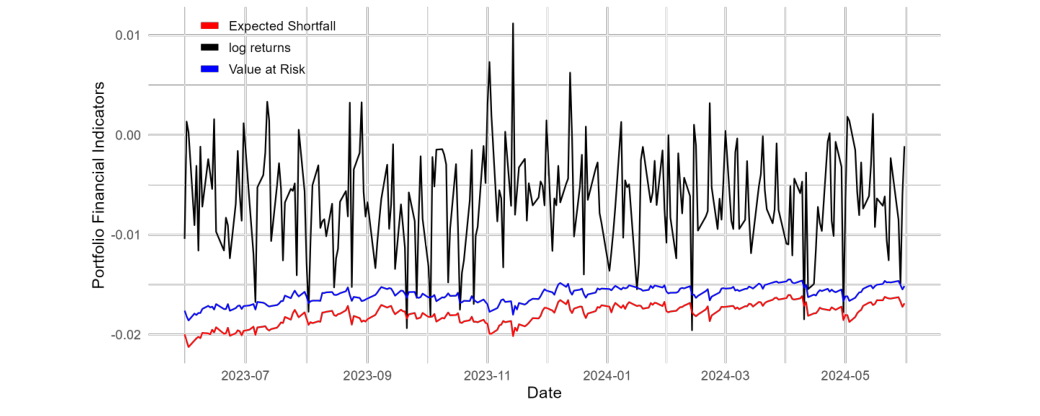 Expected Shortfall
log returns
Value at Risk
Portfolio Financial Indicators
0.01
0.00
-0.01
-0.02
2023-07 2023-09 2023-11 2024-01 2024-03 2024-05
Date